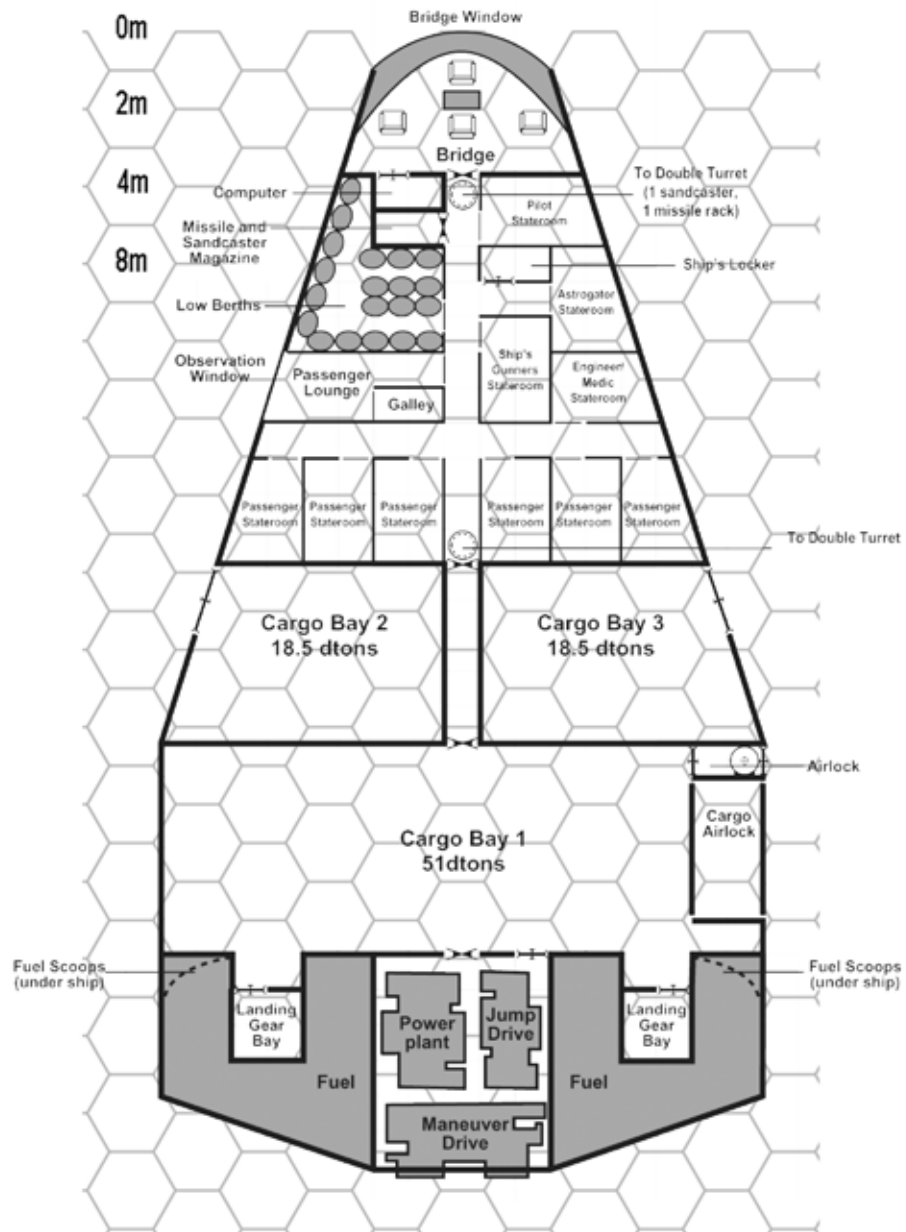 Bridge Window
0m
2m
Bridge
4m
Computer
To Double Turret
(1 sandcaster,
1 missile rack)
Pilot
Stateroom
Missile and
Sandcaster
Magazine
8m
Ship's Locker
Low Berths
Astrogator
Stateroom
Observation
Window
Passenger
Lounge
Galley
Ship's
Gunners
Stateroom
Engineer/
Medic
Stateroom
Passenger
Stateroom
Passenger
Stateroom
Passenger
Stateroom
Passenger
Stateroom
Passenger
Stateroom
Passenger
Stateroom
To Double Turret
Cargo Bay 2
18.5 dtons
Cargo Bay 3
18.5 dtons
Airlock
Cargo Bay 1
51dtons
Cargo
Airlock
Fuel Scoops
(under ship)
Fuel Scoops
(under ship)
Landing
Gear
Bay
Power
plant
Jump
Drive
Landing
Gear
Bay
Fuel
Fuel
Maneuver
Drive